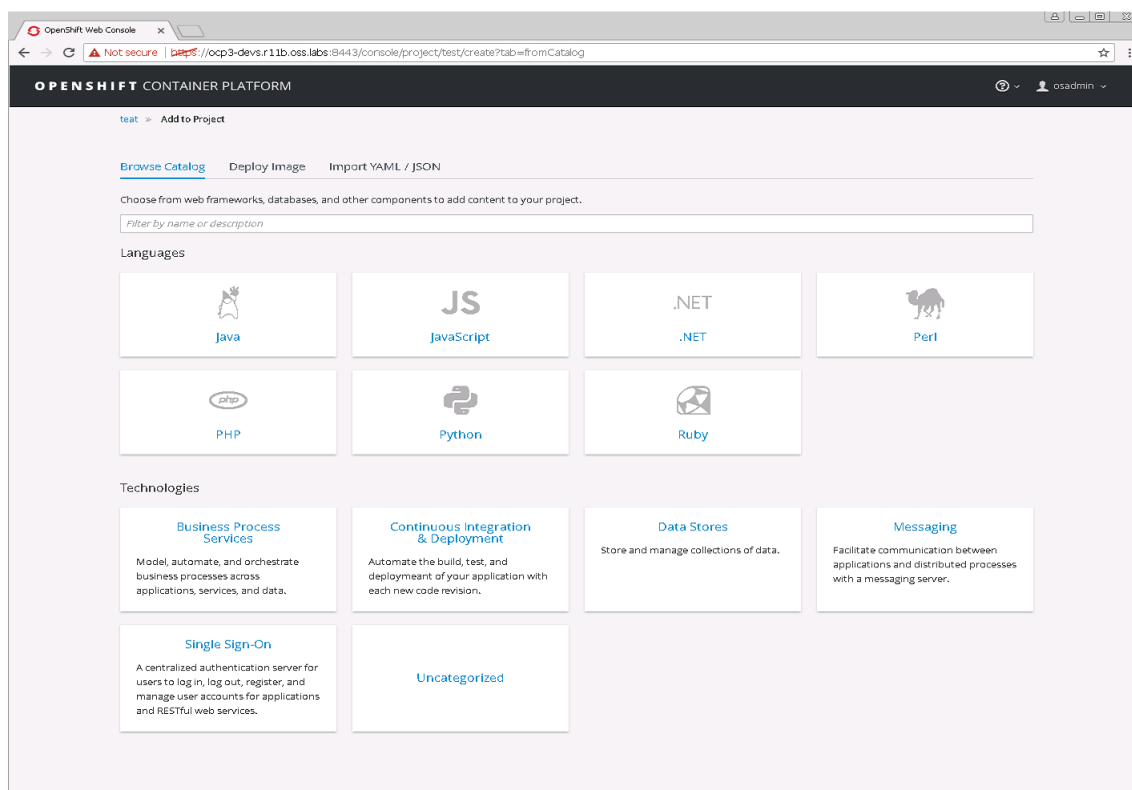 OpenShift Web Console
Not secure | https://ocp3-devs.r11b.oss.labs:8443/console/project/test/create?tab=fromCatalog
OPENSHIFT CONTAINER PLATFORM
osadmin
teat » Add to Project
Browse Catalog Deploy Image Import YAML / JSON
Choose from web frameworks, databases, and other components to add content to your project.
Filter by name or description
Languages
JS .NET
Java JavaScript .NET Perl
php
PHP Python Ruby
Technologies
Business Process
Services
Model, automate, and orchestrate
business processes across
applications, services, and data.
Continuous Integration
& Deployment
Automate the build, test, and
deploymeant of your application with
each new code revision.
Data Stores
Store and manage collections of data.
Messaging
Facilitate communication between
applications and distributed processes
with a messaging server.
Single Sign-On
A centralized authentication server for
users to log in, log out, register, and
manage user accounts for applications
and RESTful web services.
Uncategorized